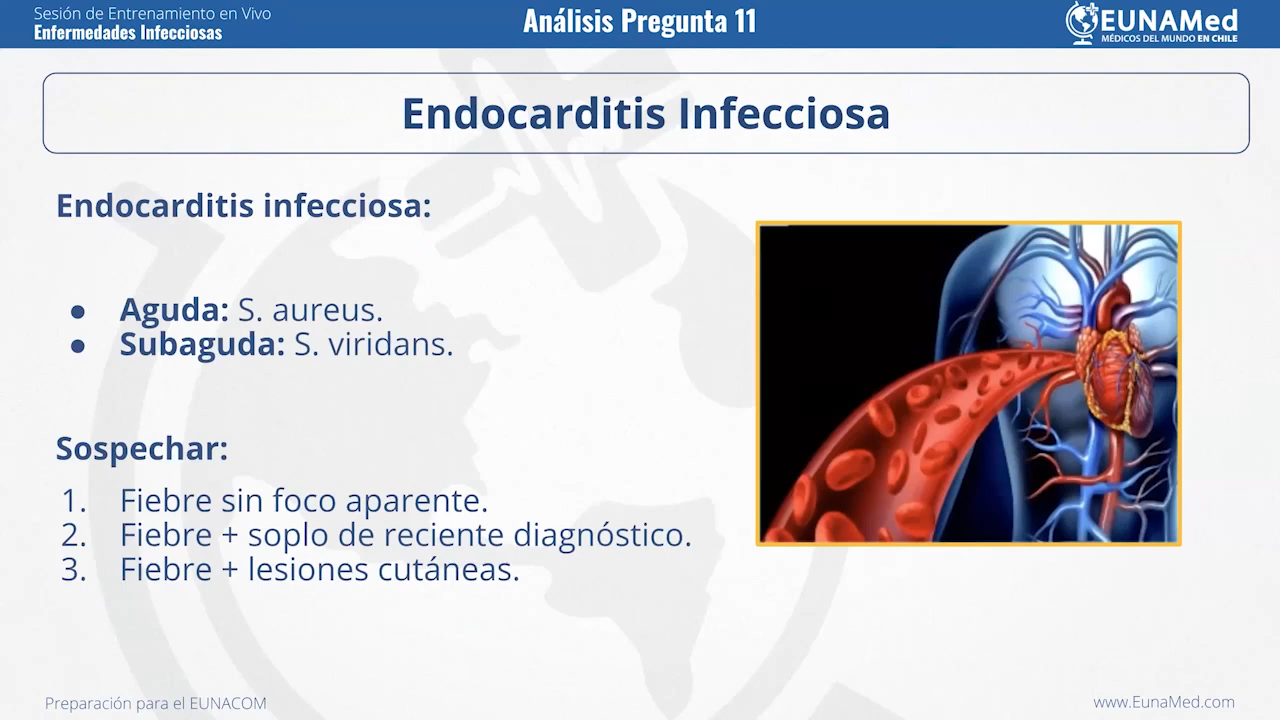 Sesión de Entrenamiento en Vivo
Enfermedades Infecciosas
Análisis Pregunta 11
EUNAMed
MÉDICOS DEL MUNDO EN CHILE
Endocarditis Infecciosa
Endocarditis infecciosa:
● Aguda: S. aureus.
● Subaguda: S. viridans.
Sospechar:
1. Fiebre sin foco aparente.
2. Fiebre + soplo de reciente diagnóstico.
3. Fiebre + lesiones cutáneas.
Preparación para el EUNACOM
www.EunaMed.com